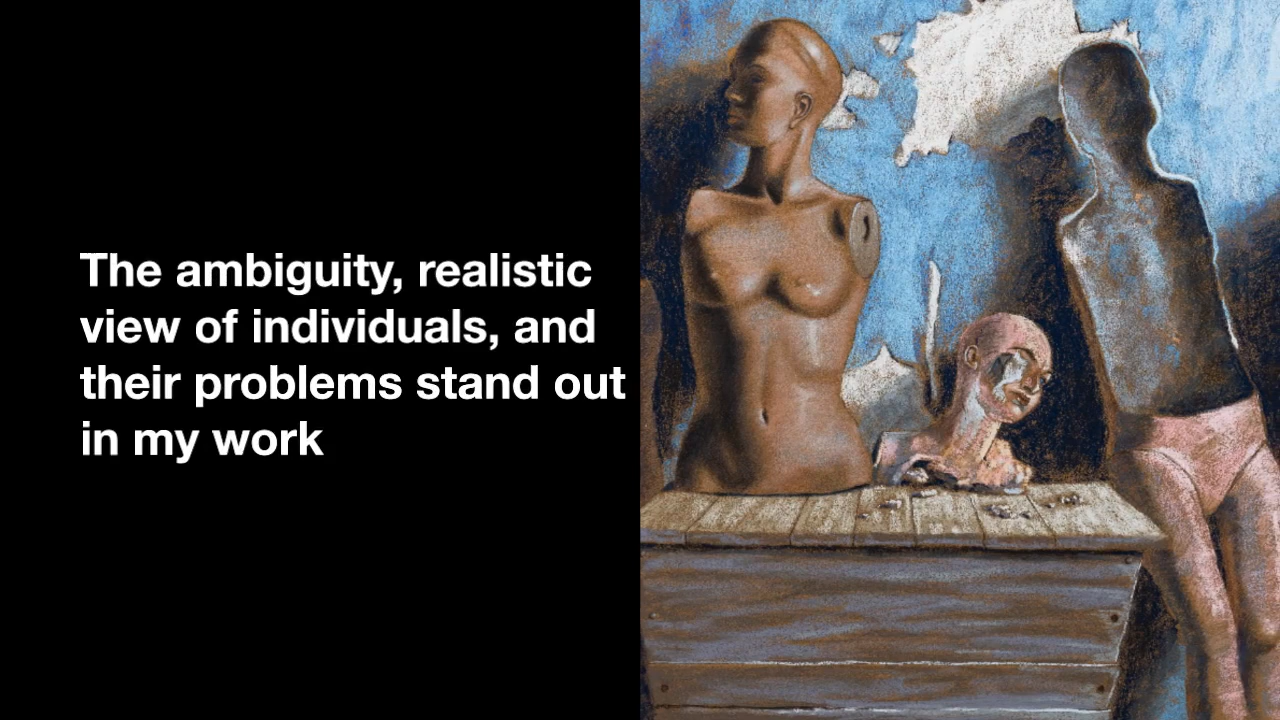 The ambiguity, realistic
view of individuals, and
their problems stand out
in my work